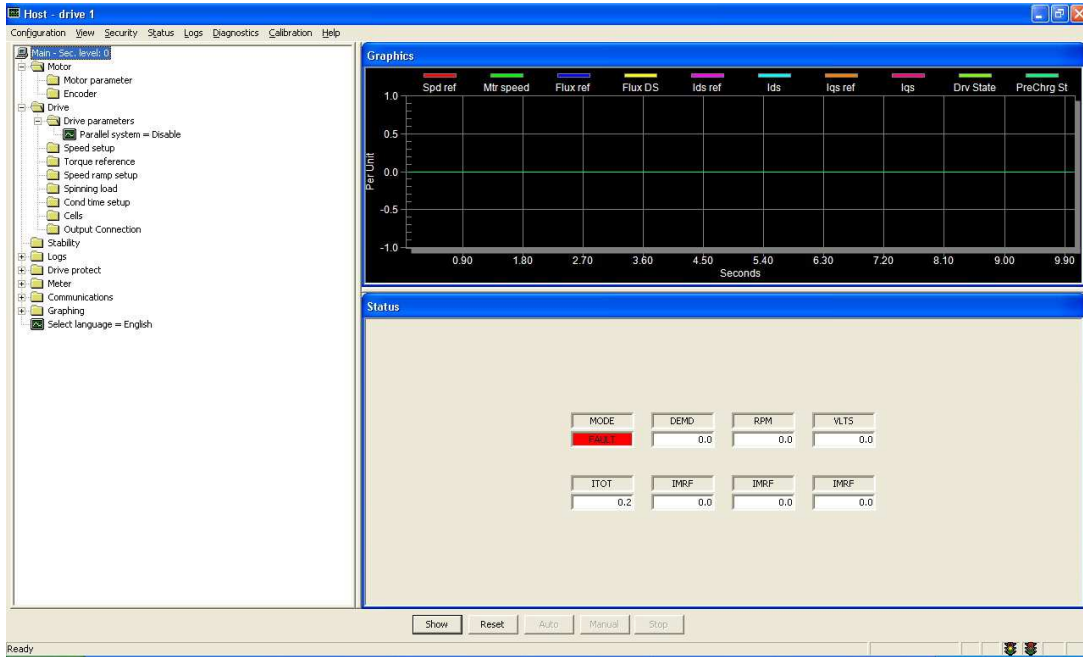 Host - drive 1
Configuration View Security Status Logs Diagnostics Calibration Help
Main - Sec. level: 0
Motor
Motor parameter
Encoder
Drive
Drive parameters
Parallel system = Disable
Speed setup
Torque reference
Speed ramp setup
Spinning load
Cond time setup
Cells
Output Connection
Stability
Logs
Drive protect
Meter
Communications
Graphing
Select language = English
Graphics
Spd ref Mtr speed Flux ref Flux DS Ids ref Ids Iqs ref Iqs Drv State PreChrg St
1.0
0.5
0.0
-0.5
-1.0
Per Unit
0.90 1.80 2.70 3.60 4.50 5.40 6.30 7.20 8.10 9.00 9.90
Seconds
Status
MODE DEMD RPM VLTS
FAULT 0.0 0.0 0.0
ITOT IMRF IMRF IMRF
0.2 0.0 0.0 0.0
Show Reset Auto Manual Stop
Ready